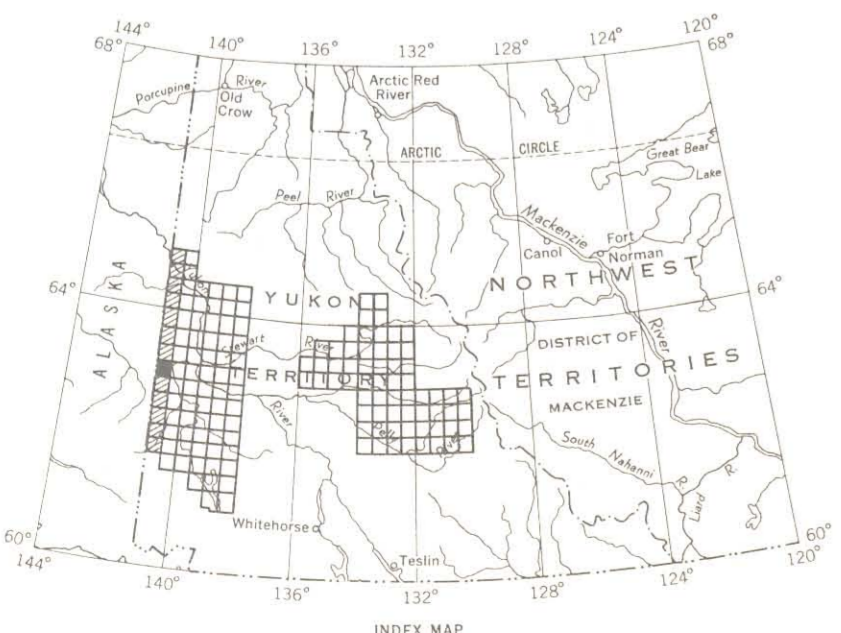 144°
140°
136°
132°
128°
124°
120°
68°
68°
Porcupine River
Old
Crow
Arctic Red
River
ARCTIC CIRCLE
Great Bear
Lake
Peel River
Mackenzie
Canol
Fort
Norman
River
64°
64°
ALASKA
YUKON
TERRITORY
NORTHWEST
TERRITORIES
DISTRICT OF
MACKENZIE
Stewart River
River
Pelly
River
South
Nahanni
R.
Liard
R.
Whitehorse
Teslin
60°
60°
144°
140°
136°
132°
128°
124°
120°
INDEX MAP